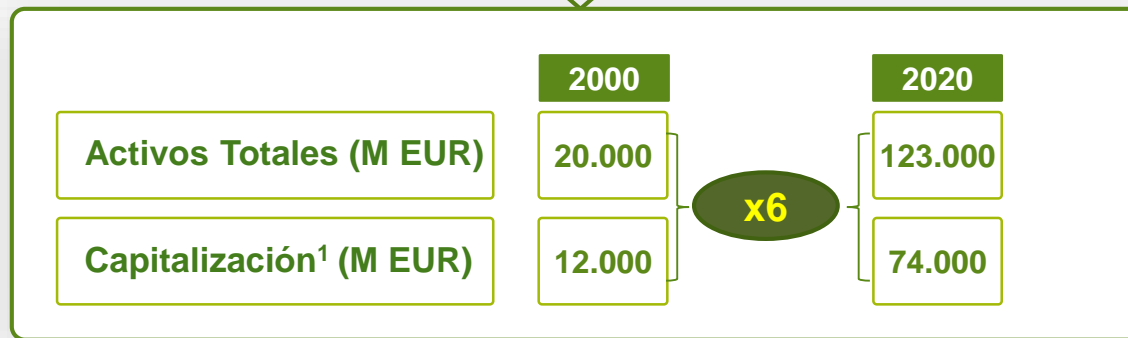 2000 2020
Activos Totales (M EUR) 20.000 123.000
x6
Capitalización¹ (M EUR) 12.000 74.000